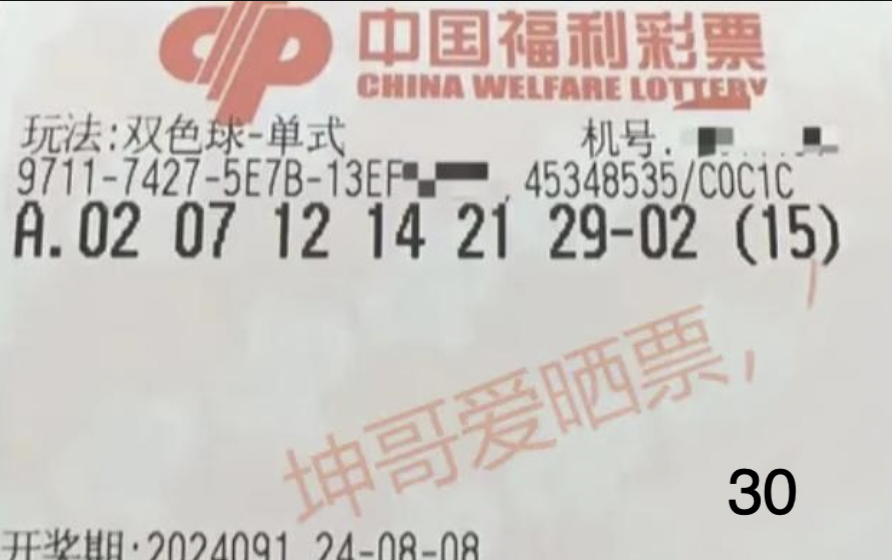 中国福利彩票
CHINA WELFARE LOTTERY
玩法:双色球-单式 机号.
9711-7427-5E7B-13EF 45348535/C0C1C
A.02 07 12 14 21 29-02 (15)
坤哥爱晒票,
30
开奖期:2024091 24-08-08